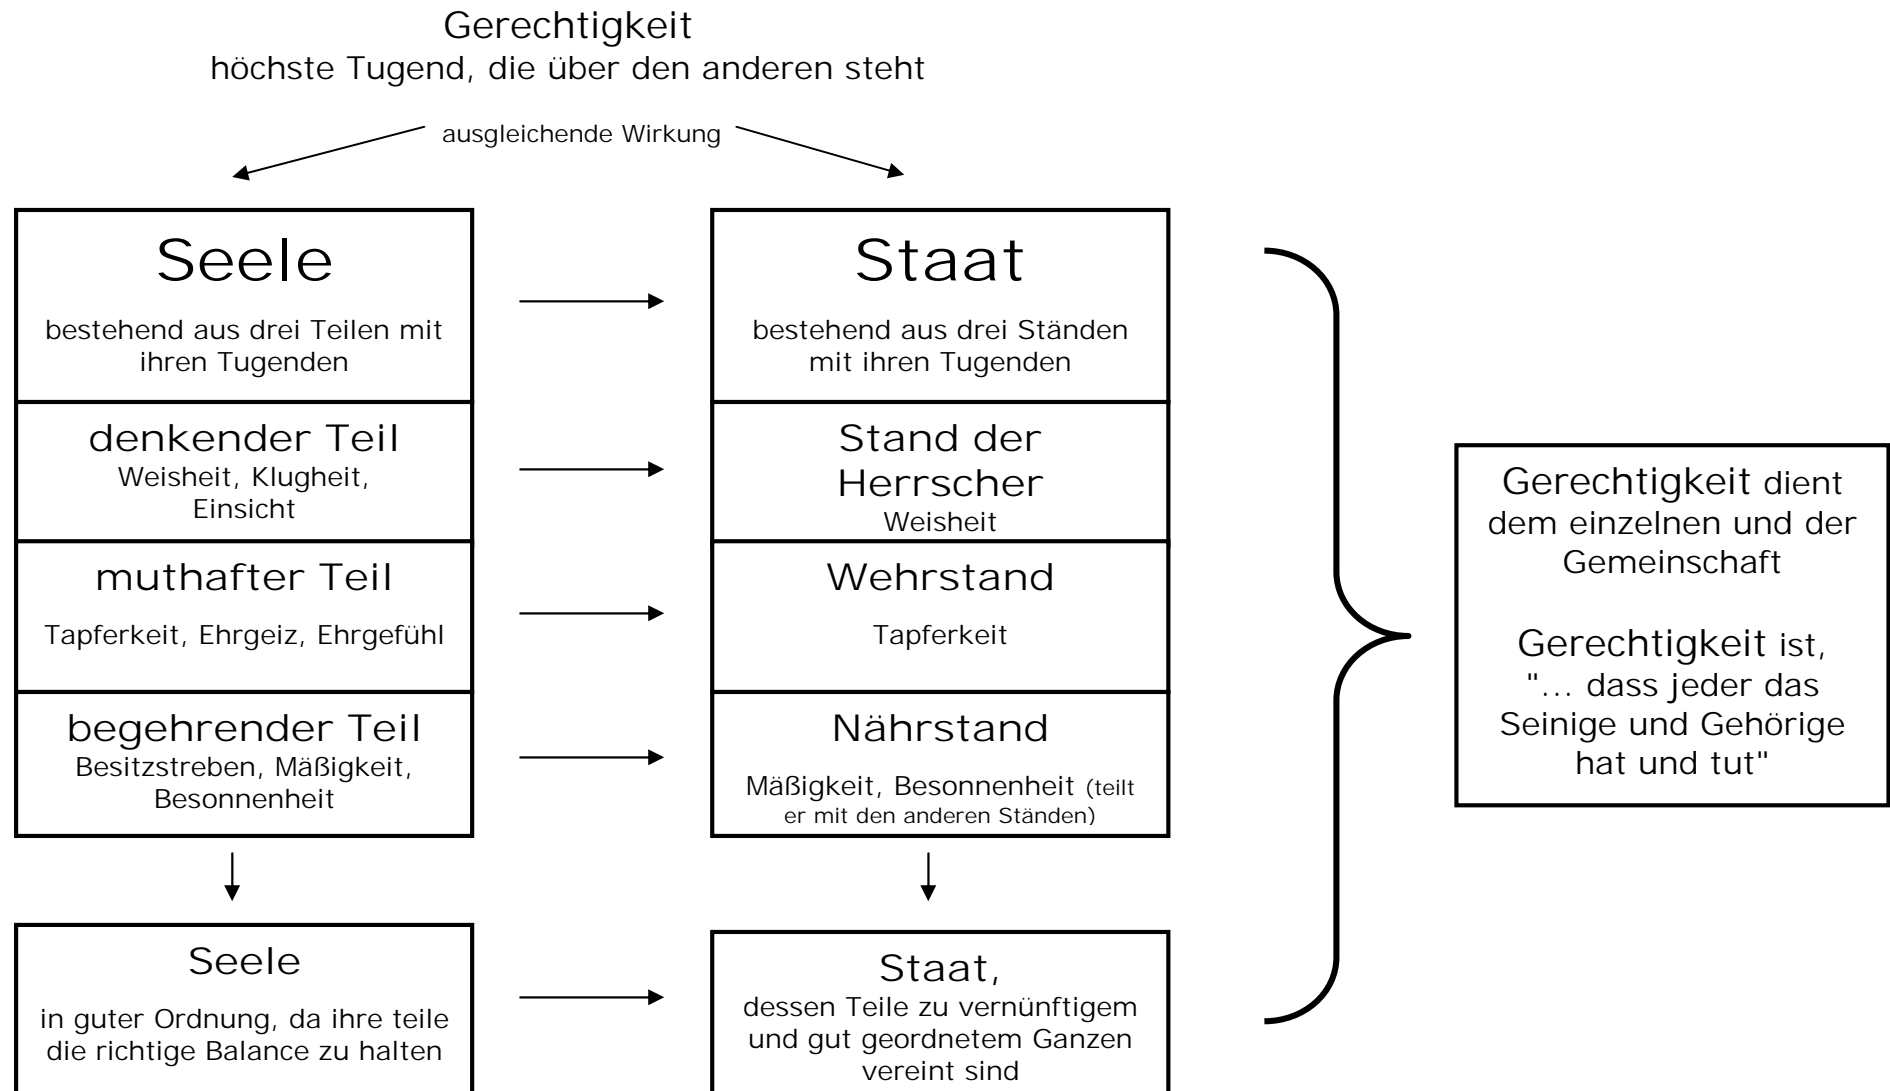 Gerechtigkeit
höchste Tugend, die über den anderen steht
ausgleichende Wirkung
Seele
bestehend aus drei Teilen mit
ihren Tugenden
denkender Teil
Weisheit, Klugheit,
Einsicht
muthafter Teil
Tapferkeit, Ehrgeiz, Ehrgefühl
begehrender Teil
Besitzstreben, Mäßigkeit,
Besonnenheit
Seele
in guter Ordnung, da ihre teile
die richtige Balance zu halten
Staat
bestehend aus drei Ständen
mit ihren Tugenden
Stand der
Herrscher
Weisheit
Wehrstand
Tapferkeit
Nährstand
Mäßigkeit, Besonnenheit (teilt
er mit den anderen Ständen)
Staat,
dessen Teile zu vernünftigem
und gut geordnetem Ganzen
vereint sind
Gerechtigkeit dient
dem einzelnen und der
Gemeinschaft
Gerechtigkeit ist,
"... dass jeder das
Seinige und Gehörige
hat und tut"